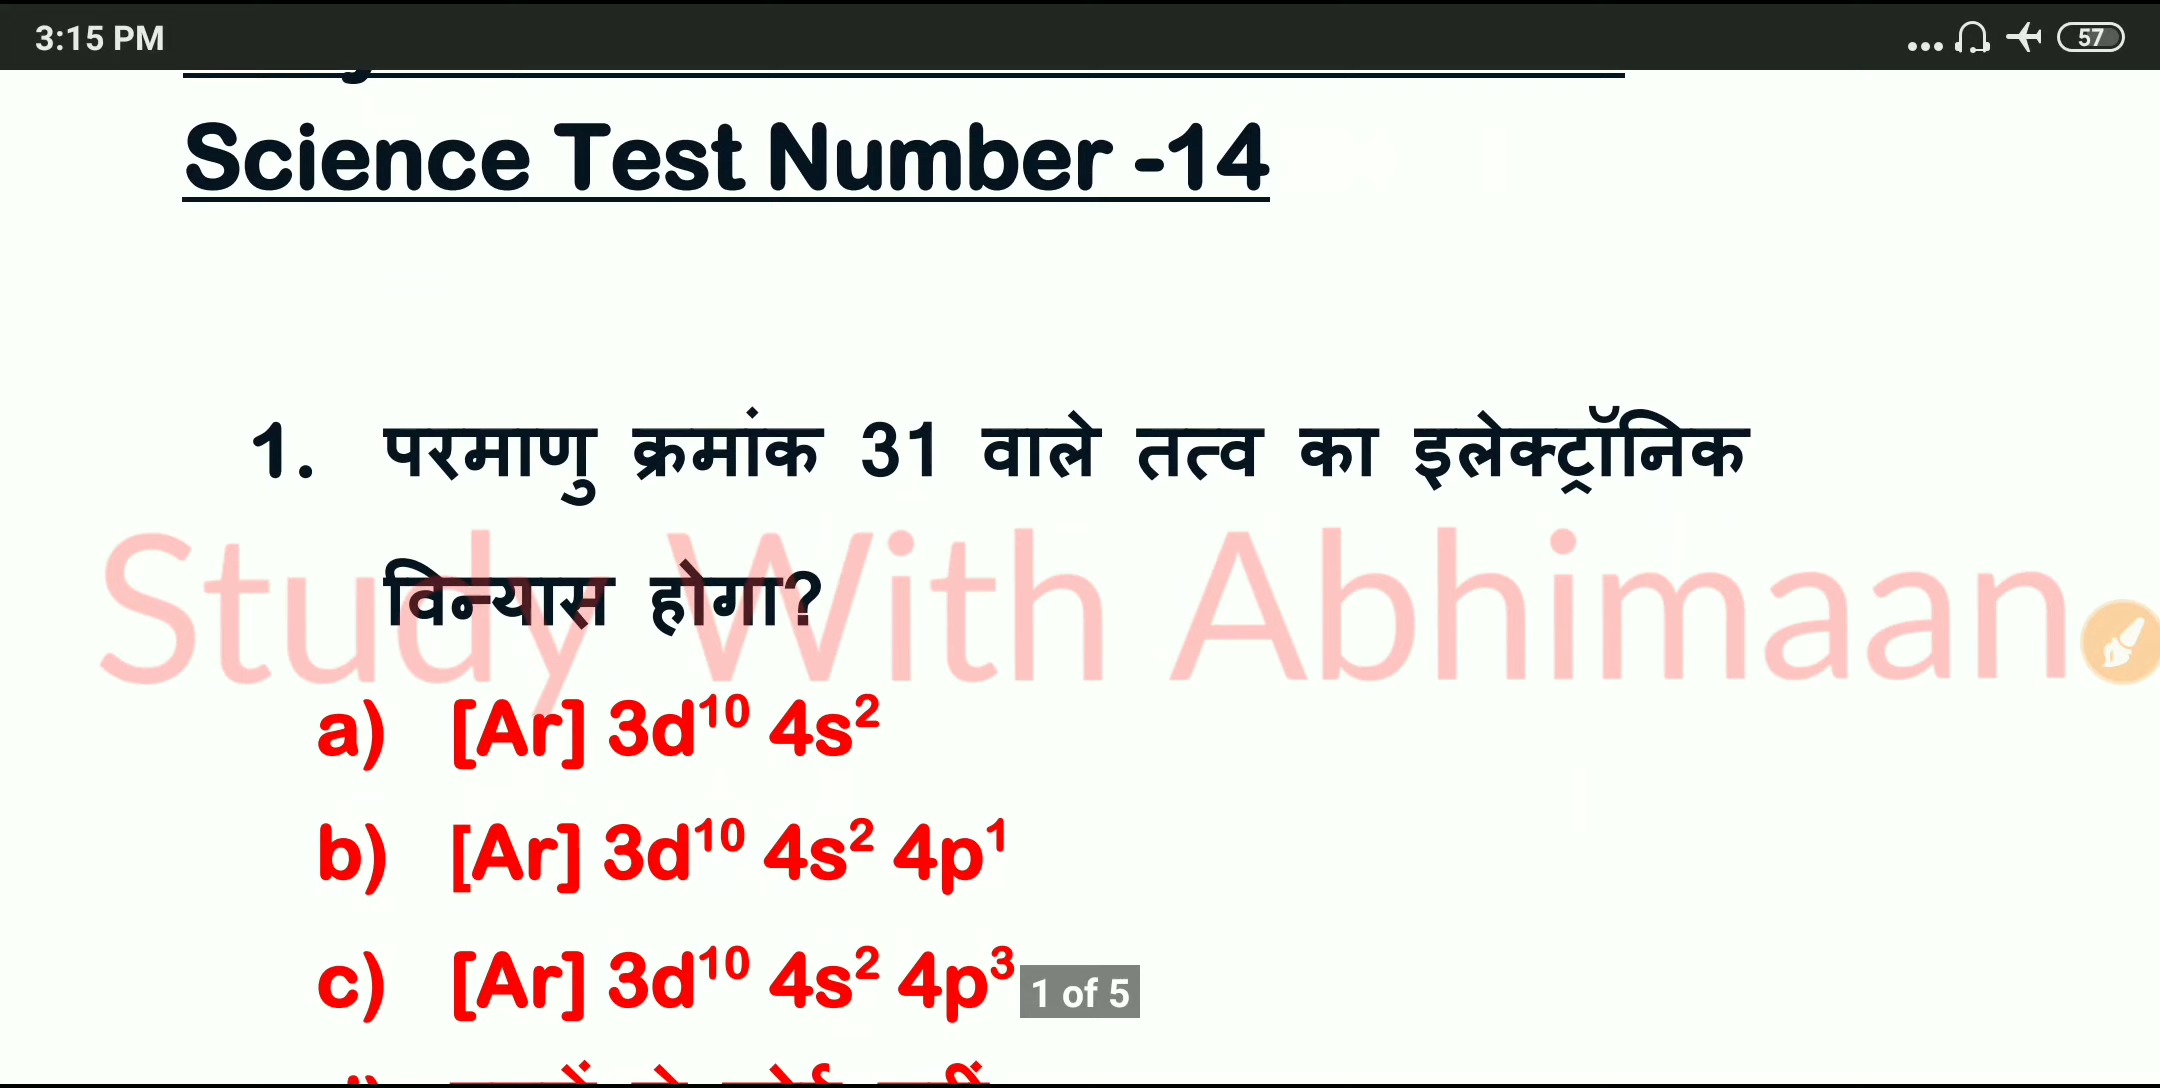 3:15 PM
57
Science Test Number -14
1. परमाणु क्रमांक 31 वाले तत्व का इलेक्ट्रॉनिक
विन्यास होगा?
Study With Abhimaan
a) [Ar] 3d¹⁰ 4s²
b) [Ar] 3d¹⁰ 4s² 4p¹
c) [Ar] 3d¹⁰ 4s² 4p³
1 of 5